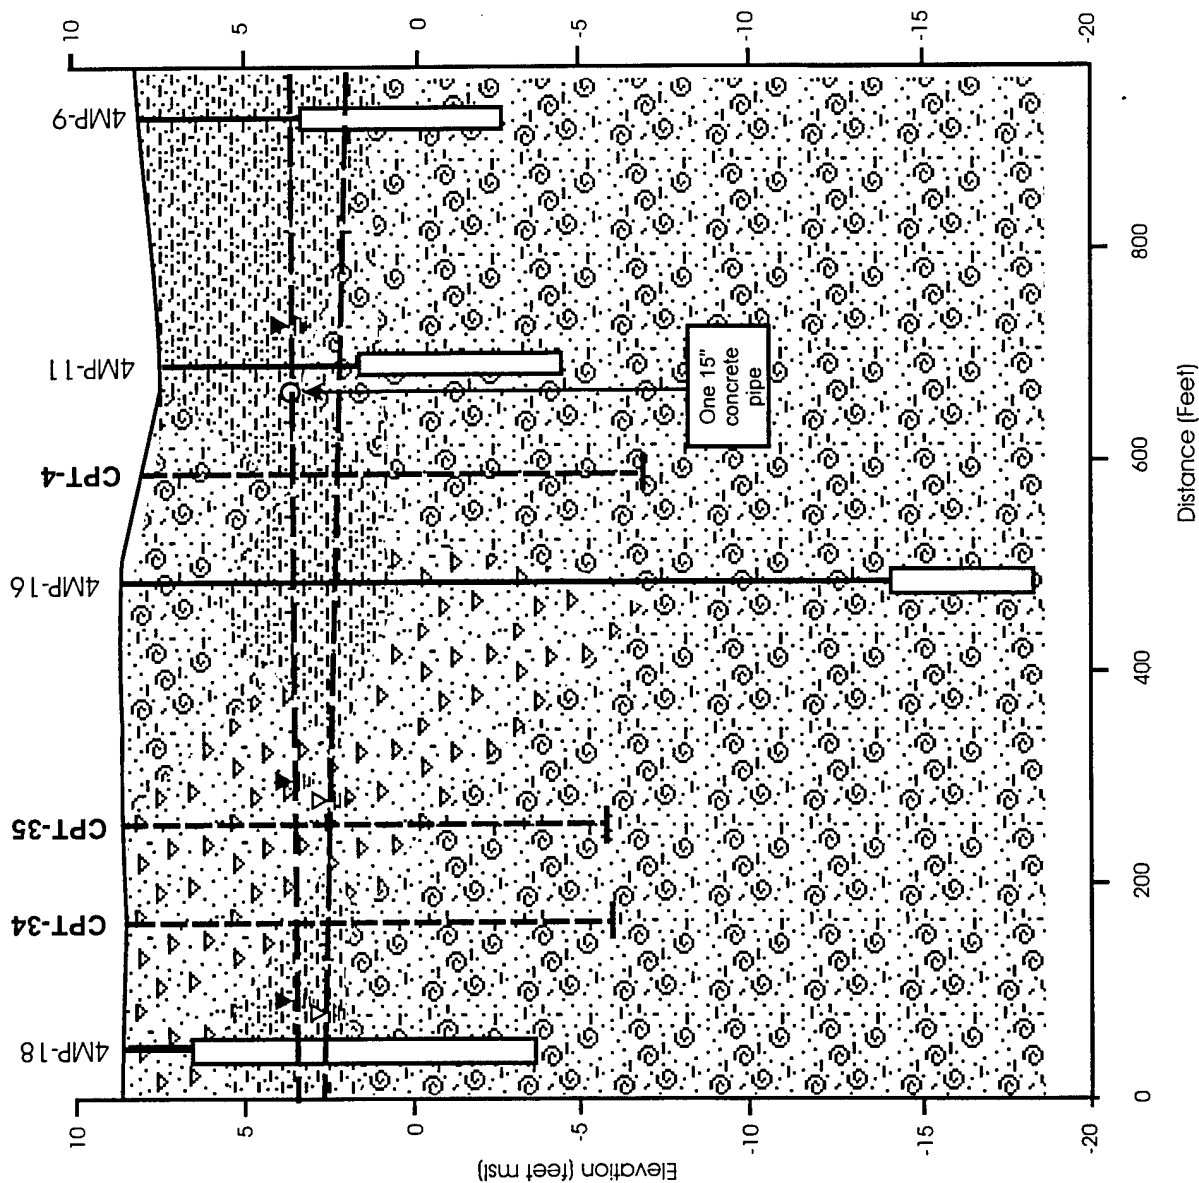 4MP-18
CPT-34
CPT-35
4MP-16
CPT-4
4MP-11
4MP-9
10
5
0
-5
-10
-15
-20
10
5
0
-5
-10
-15
-20
Elevation (feet msl)
One 15"
concrete
pipe
0
200
400
600
800
Distance (Feet)